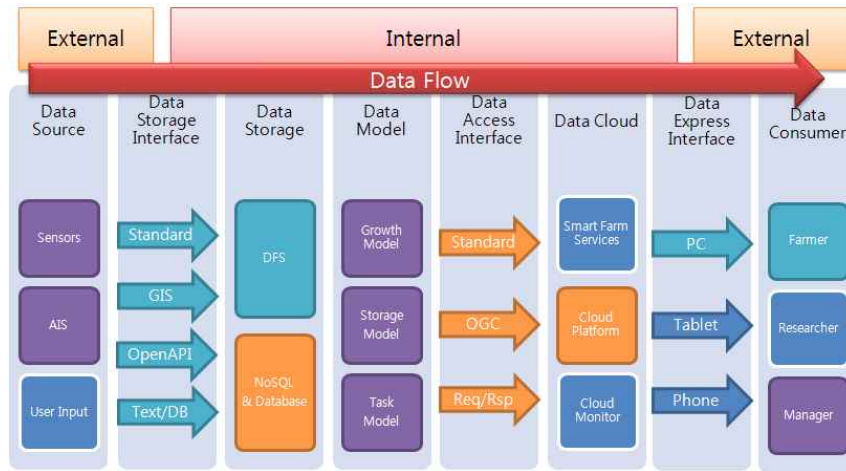 External
Internal
External
Data Flow
Data
Source
Data
Storage
Interface
Data
Storage
Data
Model
Data
Access
Interface
Data Cloud
Data
Express
Interface
Data
Consumer
Sensors
AIS
User Input
Standard
GIS
OpenAPI
Text/DB
DFS
NoSQL
& Database
Growth
Model
Storage
Model
Task
Model
Standard
OGC
Req/Rsp
Smart Farm
Services
Cloud
Platform
Cloud
Monitor
PC
Tablet
Phone
Farmer
Researcher
Manager